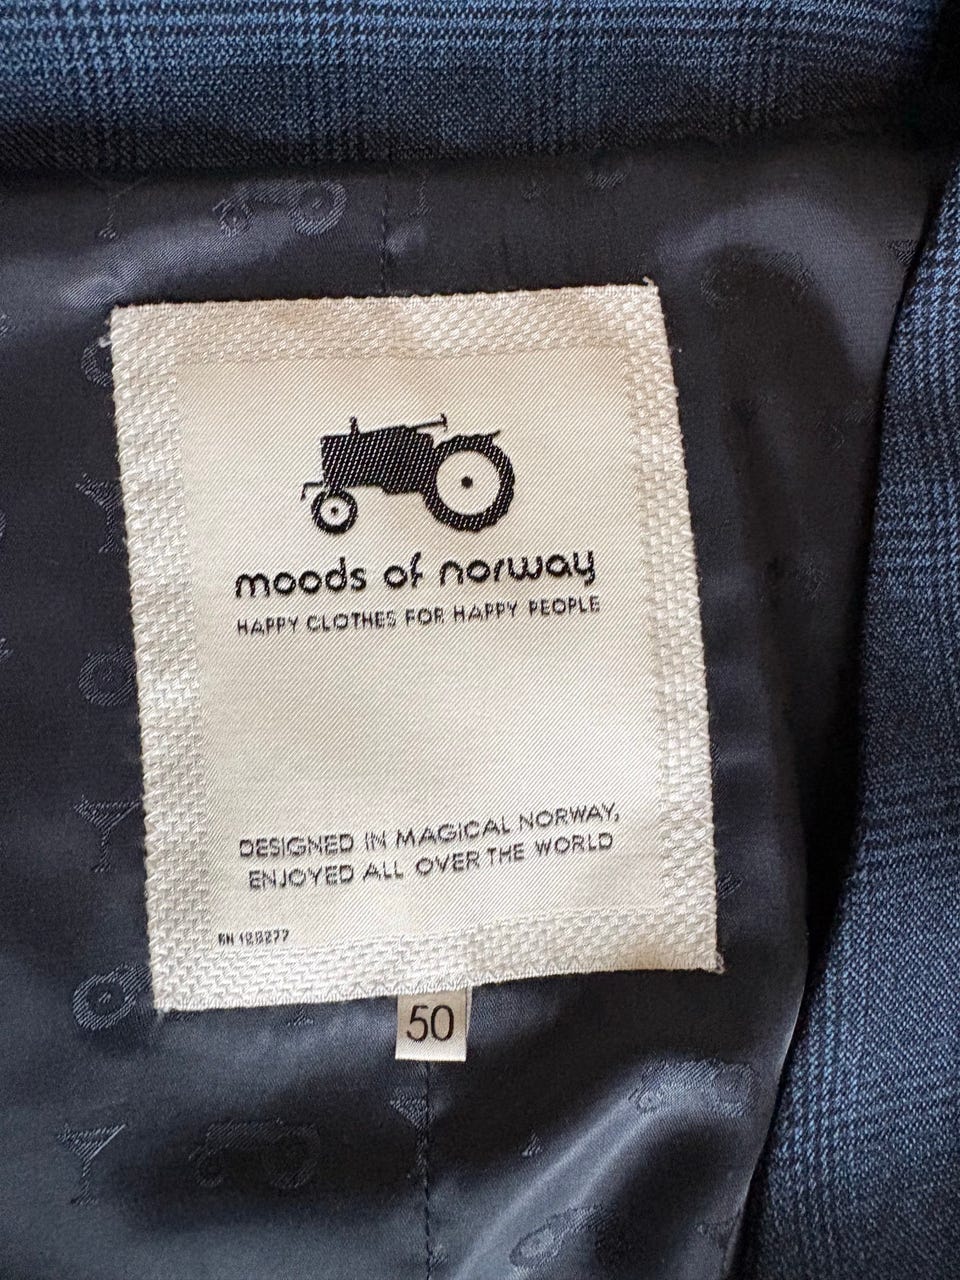 moods of norway
HAPPY CLOTHES FOR HAPPY PEOPLE
DESIGNED IN MAGICAL NORWAY,
ENJOYED ALL OVER THE WORLD
50